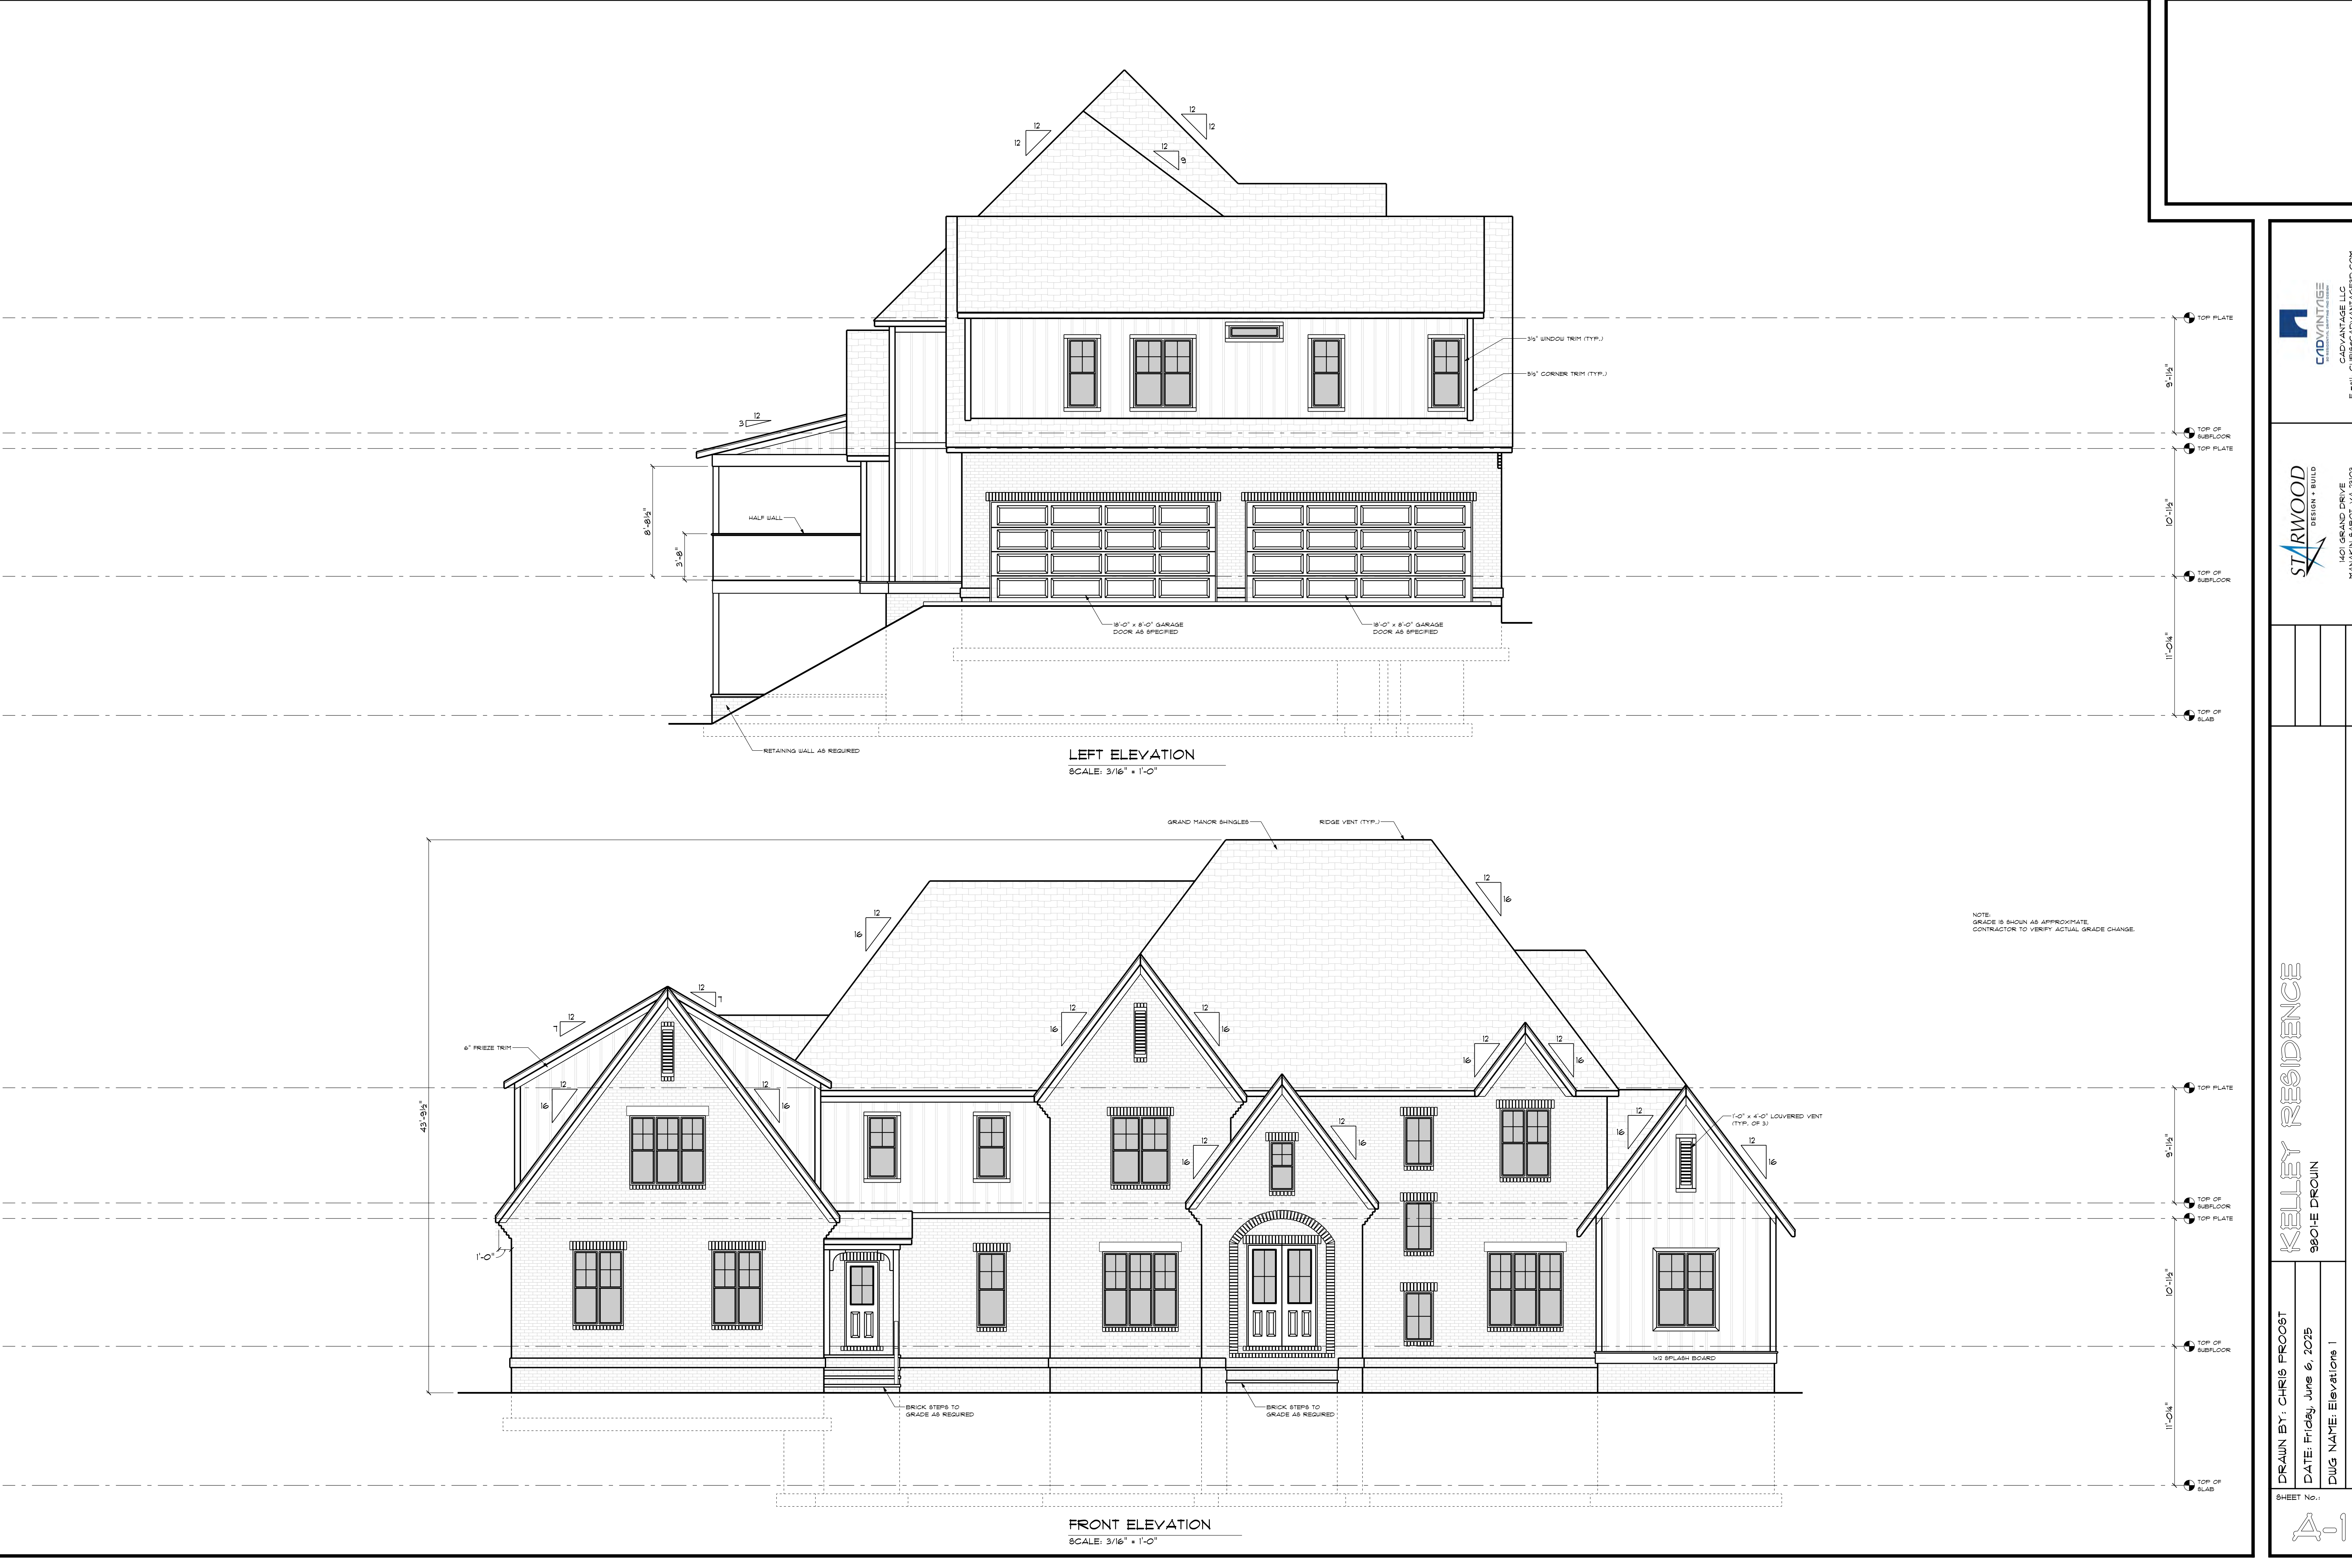 12
12
12
12
12
9
TOP PLATE
3½" WINDOW TRIM (TYP.)
5½" CORNER TRIM (TYP.)
9'-1½"
12
3
TOP OF
SUBFLOOR
TOP PLATE
8'-8½"
HALF WALL
3'-8"
10'-1½"
TOP OF
SUBFLOOR
18'-0" x 8'-0" GARAGE
DOOR AS SPECIFIED
18'-0" x 8'-0" GARAGE
DOOR AS SPECIFIED
11'-0¼"
TOP OF
SLAB
RETAINING WALL AS REQUIRED
LEFT ELEVATION
SCALE: 3/16" = 1'-0"
GRAND MANOR SHINGLES
RIDGE VENT (TYP.)
12
16
12
16
NOTE:
GRADE IS SHOWN AS APPROXIMATE.
CONTRACTOR TO VERIFY ACTUAL GRADE CHANGE.
12
7
12
7
6" FRIEZE TRIM
12
16
12
16
12
16
12
16
12
16
12
16
TOP PLATE
43'-9½"
12
16
12
16
12
16
12
16
1'-0" x 4'-0" LOUVERED VENT
(TYP. OF 3)
9'-1½"
TOP OF
SUBFLOOR
TOP PLATE
1'-0"
10'-1½"
TOP OF
SUBFLOOR
1x12 SPLASH BOARD
BRICK STEPS TO
GRADE AS REQUIRED
BRICK STEPS TO
GRADE AS REQUIRED
11'-0¼"
TOP OF
SLAB
FRONT ELEVATION
SCALE: 3/16" = 1'-0"
CADVANTAGE
CADVANTAGE LLC
STARWOOD
DESIGN + BUILD
1401 GRAND DRIVE
KELLEY RESIDENCE
9801-E DROUIN
DRAWN BY: CHRIS PROOST
DATE: Friday, June 6, 2025
DWG NAME: Elevations 1
SHEET No.:
A-1